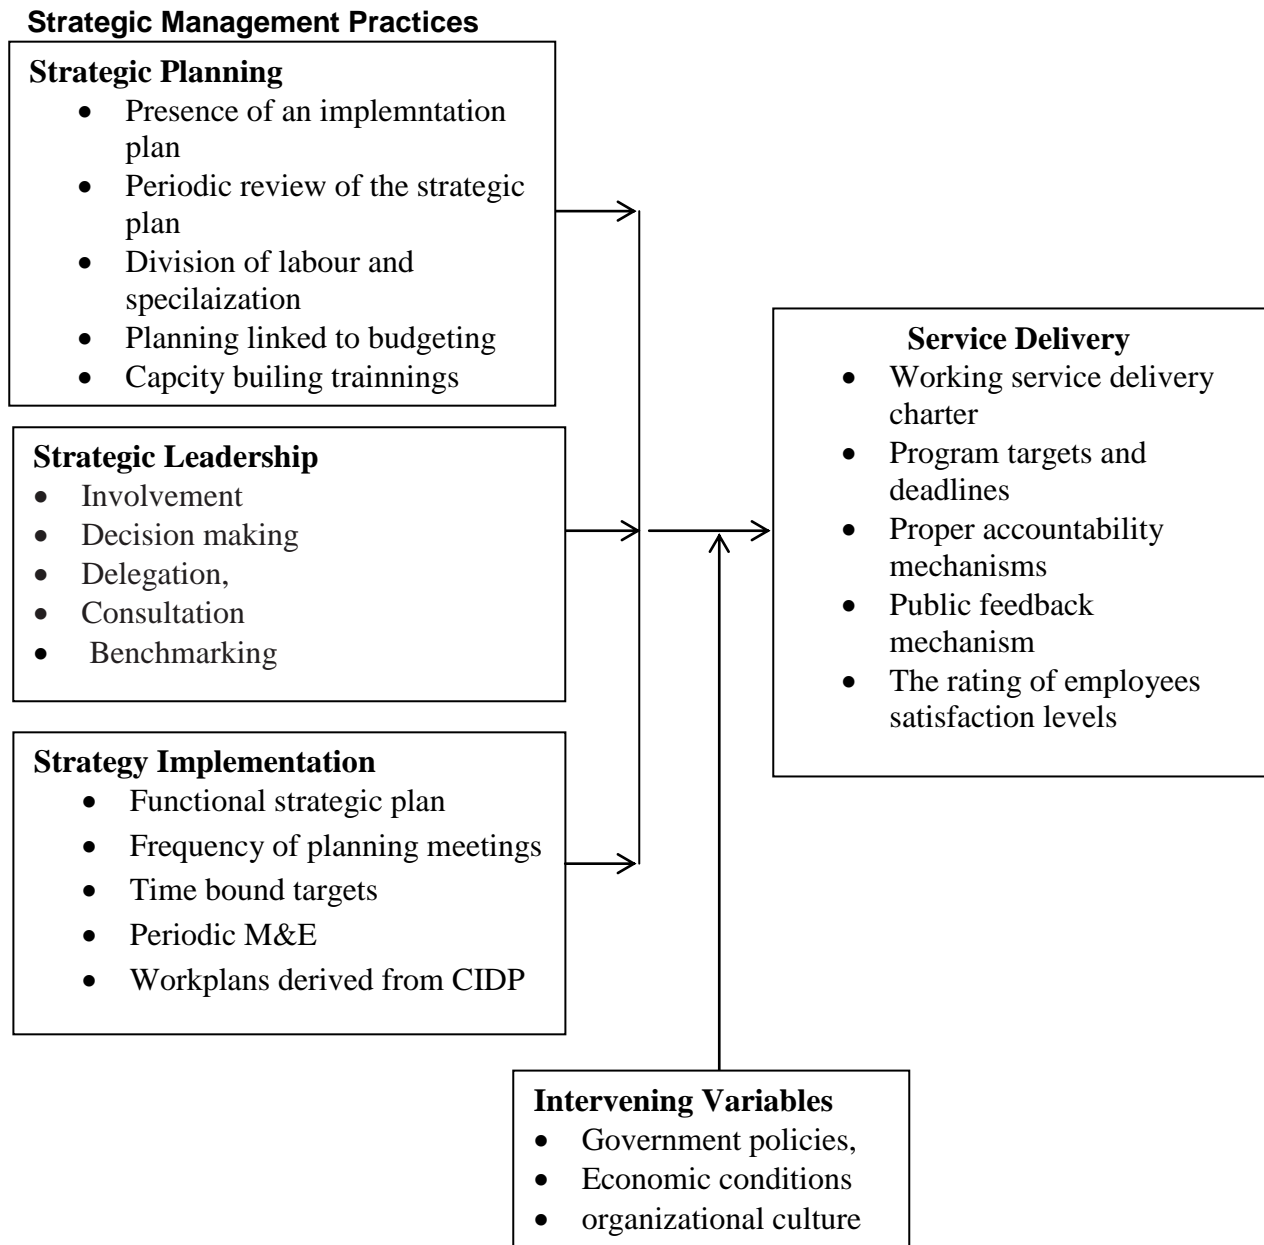 Strategic Management Practices
Strategic Planning
• Presence of an implemntation
plan
• Periodic review of the strategic
plan
• Division of labour and
specilaization
• Planning linked to budgeting
• Capcity builing trainnings
Strategic Leadership
• Involvement
• Decision making
• Delegation,
• Consultation
• Benchmarking
Strategy Implementation
• Functional strategic plan
• Frequency of planning meetings
• Time bound targets
• Periodic M&E
• Workplans derived from CIDP
Service Delivery
• Working service delivery
charter
• Program targets and
deadlines
• Proper accountability
mechanisms
• Public feedback
mechanism
• The rating of employees
satisfaction levels
Intervening Variables
• Government policies,
• Economic conditions
• organizational culture